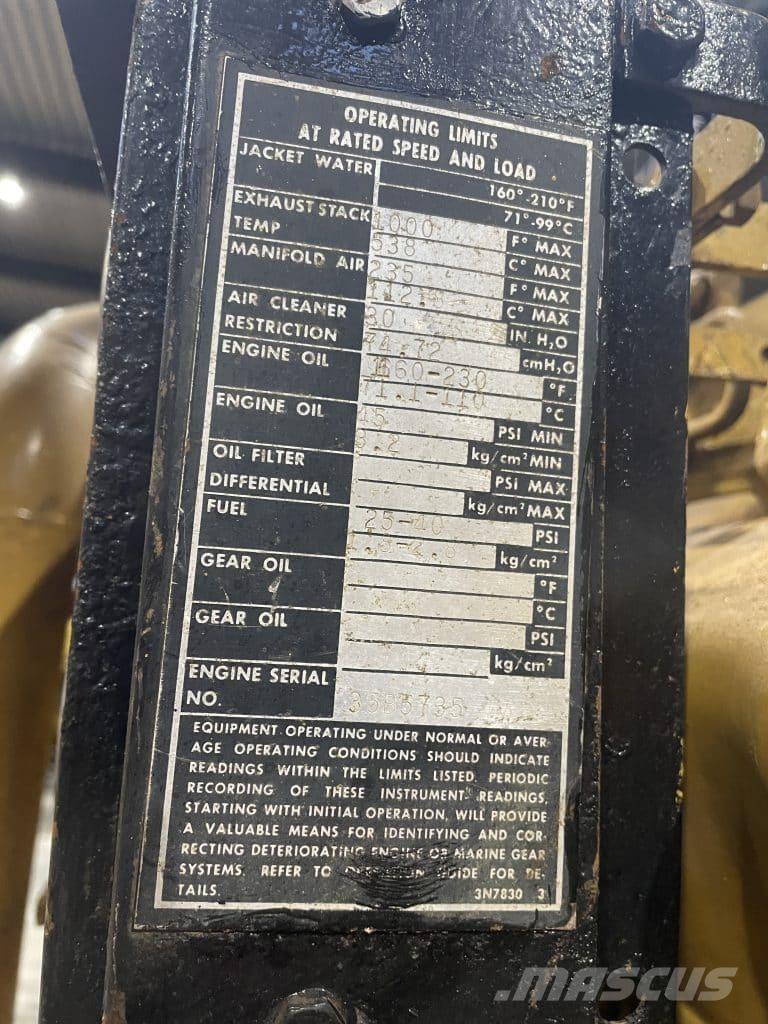 OPERATING LIMITS
AT RATED SPEED AND LOAD
JACKET WATER 160°-210°F
71°-99°C
EXHAUST STACK 1000 F° MAX
TEMP 538 C° MAX
MANIFOLD AIR 235 F° MAX
C° MAX
AIR CLEANER 30 IN. H₂O
RESTRICTION 74.72 cmH₂O
ENGINE OIL 160-230 °F
71.1-110 °C
ENGINE OIL 45 PSI MIN
3.2 kg/cm² MIN
OIL FILTER PSI MAX
DIFFERENTIAL kg/cm² MAX
FUEL 25-40 PSI
kg/cm²
GEAR OIL °F
°C
GEAR OIL PSI
kg/cm²
ENGINE SERIAL
NO.
EQUIPMENT OPERATING UNDER NORMAL OR AVER-
AGE OPERATING CONDITIONS SHOULD INDICATE
READINGS WITHIN THE LIMITS LISTED. PERIODIC
RECORDING OF THESE INSTRUMENT READINGS,
STARTING WITH INITIAL OPERATION, WILL PROVIDE
A VALUABLE MEANS FOR IDENTIFYING AND COR-
RECTING DETERIORATING ENGINE OR MARINE GEAR
SYSTEMS. REFER TO OPERATION GUIDE FOR DE-
TAILS. 3N7830 3
MASCUS